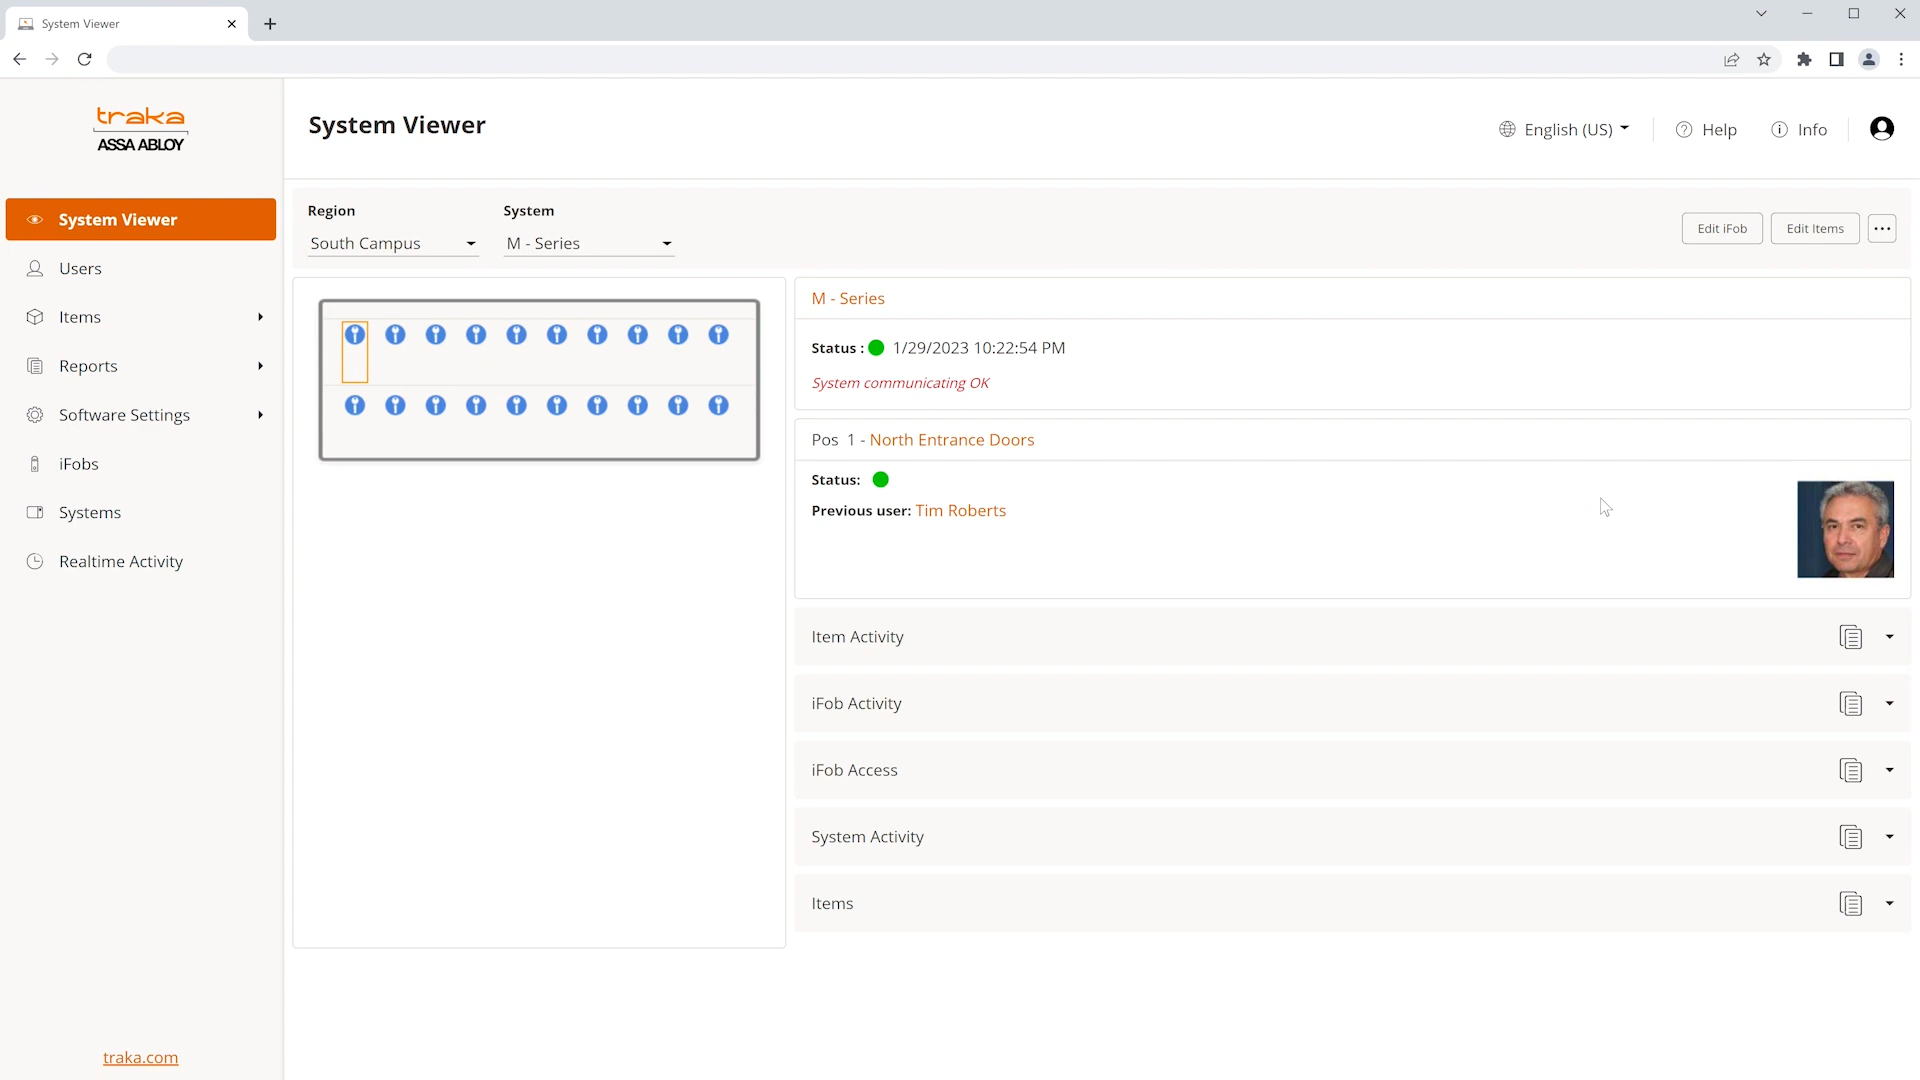 System Viewer
traka
ASSA ABLOY
System Viewer
English (US)
Help
Info
System Viewer
Users
Items
Reports
Software Settings
iFobs
Systems
Realtime Activity
traka.com
Region
System
South Campus
M - Series
Edit iFob
Edit Items
M - Series
Status : 1/29/2023 10:22:54 PM
System communicating OK
Pos 1 - North Entrance Doors
Status:
Previous user: Tim Roberts
Item Activity
iFob Activity
iFob Access
System Activity
Items